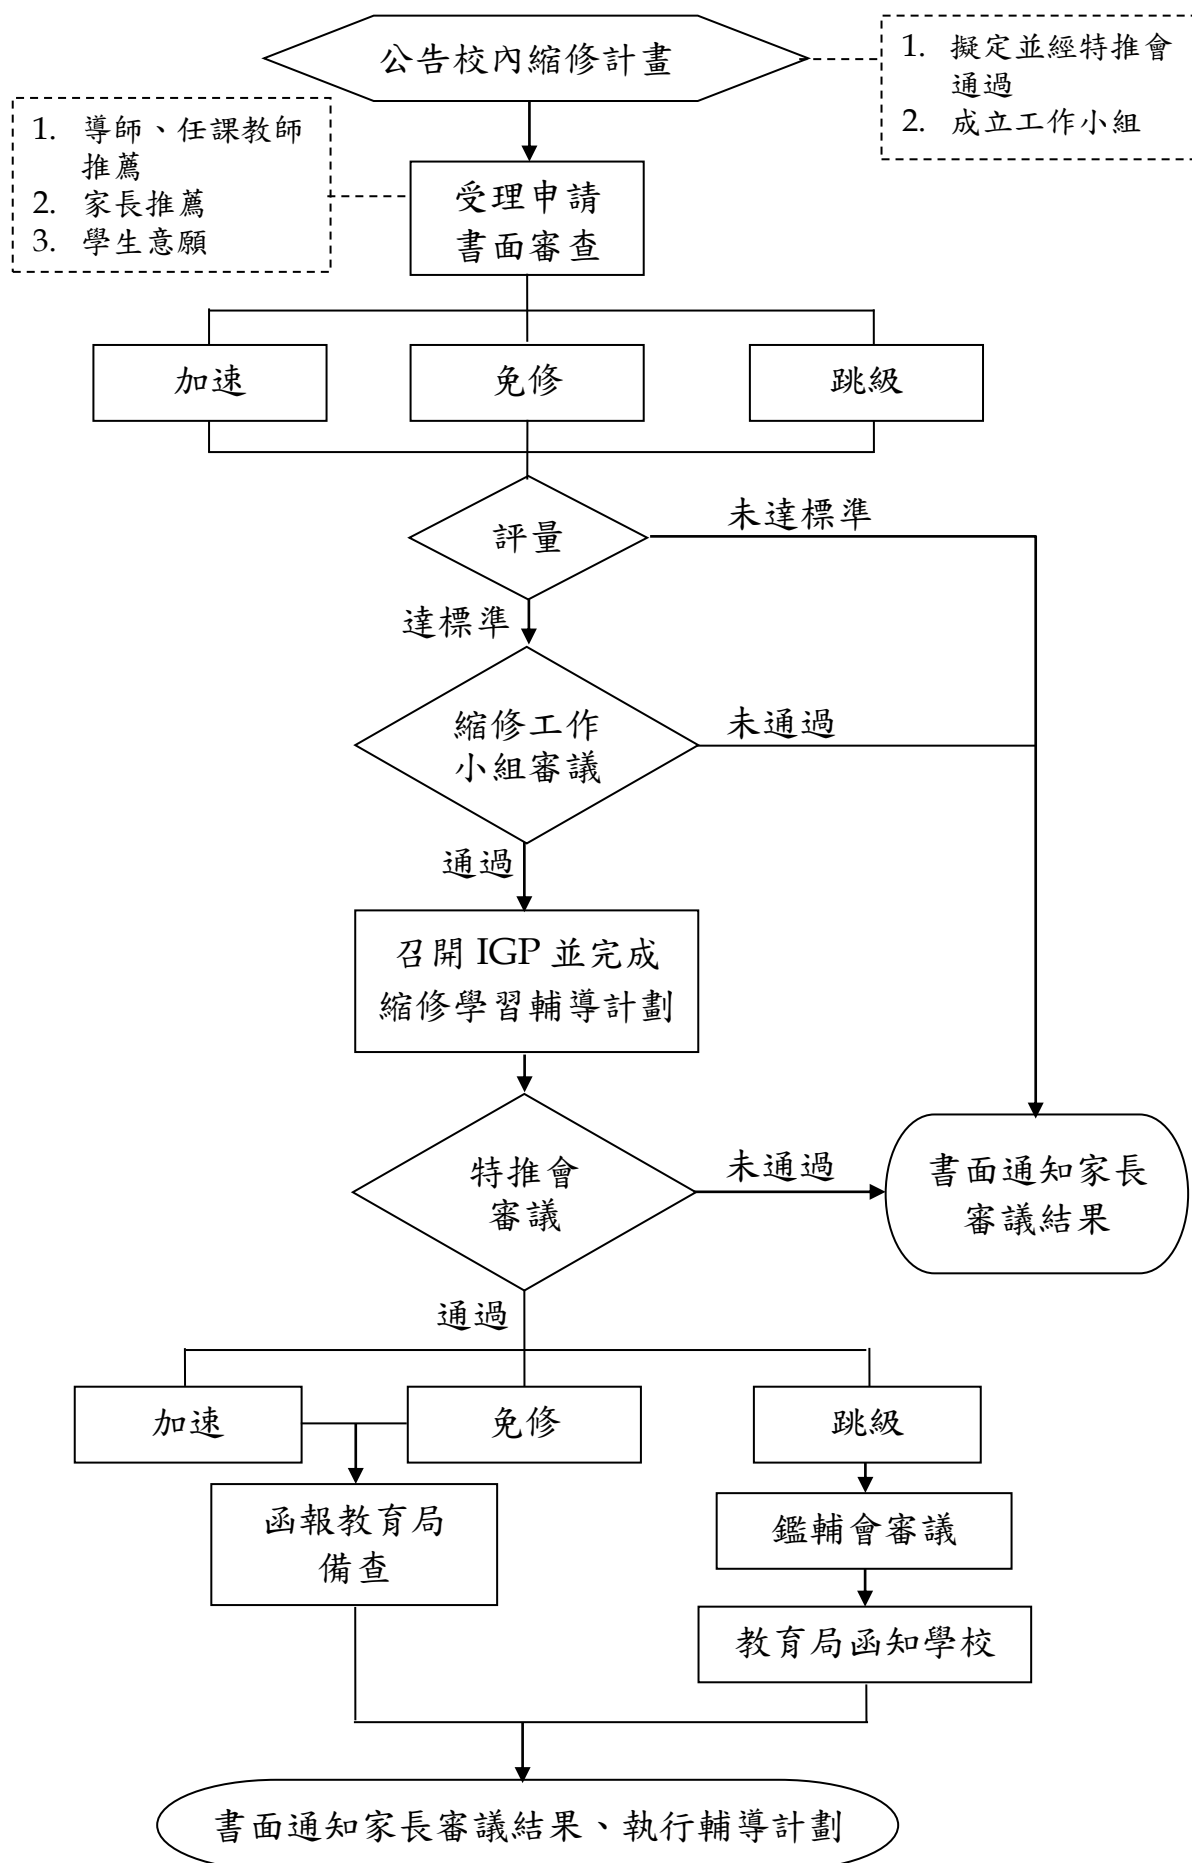 公告校內縮修計畫
1. 擬定並經特推會
通過
2. 成立工作小組
1. 導師、任課教師
推薦
2. 家長推薦
3. 學生意願
受理申請
書面審查
加速
免修
跳級
評量
未達標準
達標準
縮修工作
小組審議
未通過
通過
召開 IGP 並完成
縮修學習輔導計劃
特推會
審議
未通過
書面通知家長
審議結果
通過
加速
免修
跳級
函報教育局
備查
鑑輔會審議
教育局函知學校
書面通知家長審議結果、執行輔導計劃